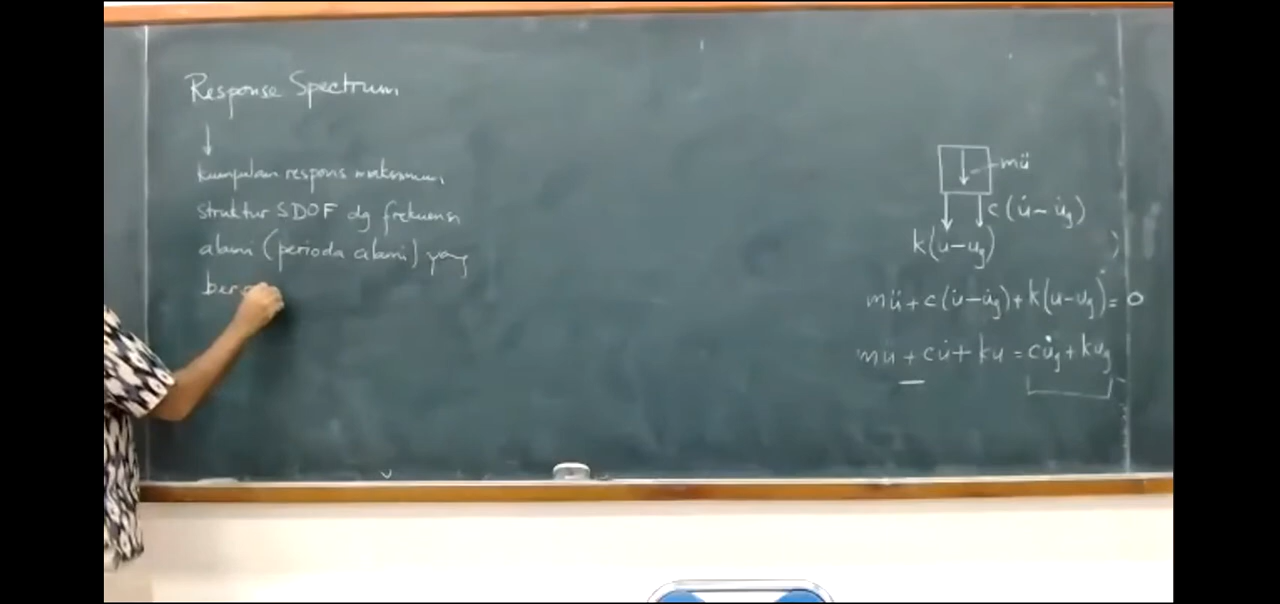 Response Spectrum
↓
kumpulan respons maksimum
struktur SDOF dg frekuensi
alami (perioda alami) yang
mü
c(u̇ − u̇g)
k(u−ug)
mü + c(u̇−u̇g) + k(u−ug) = 0
mu + cu̇ + ku = cu̇g + kug